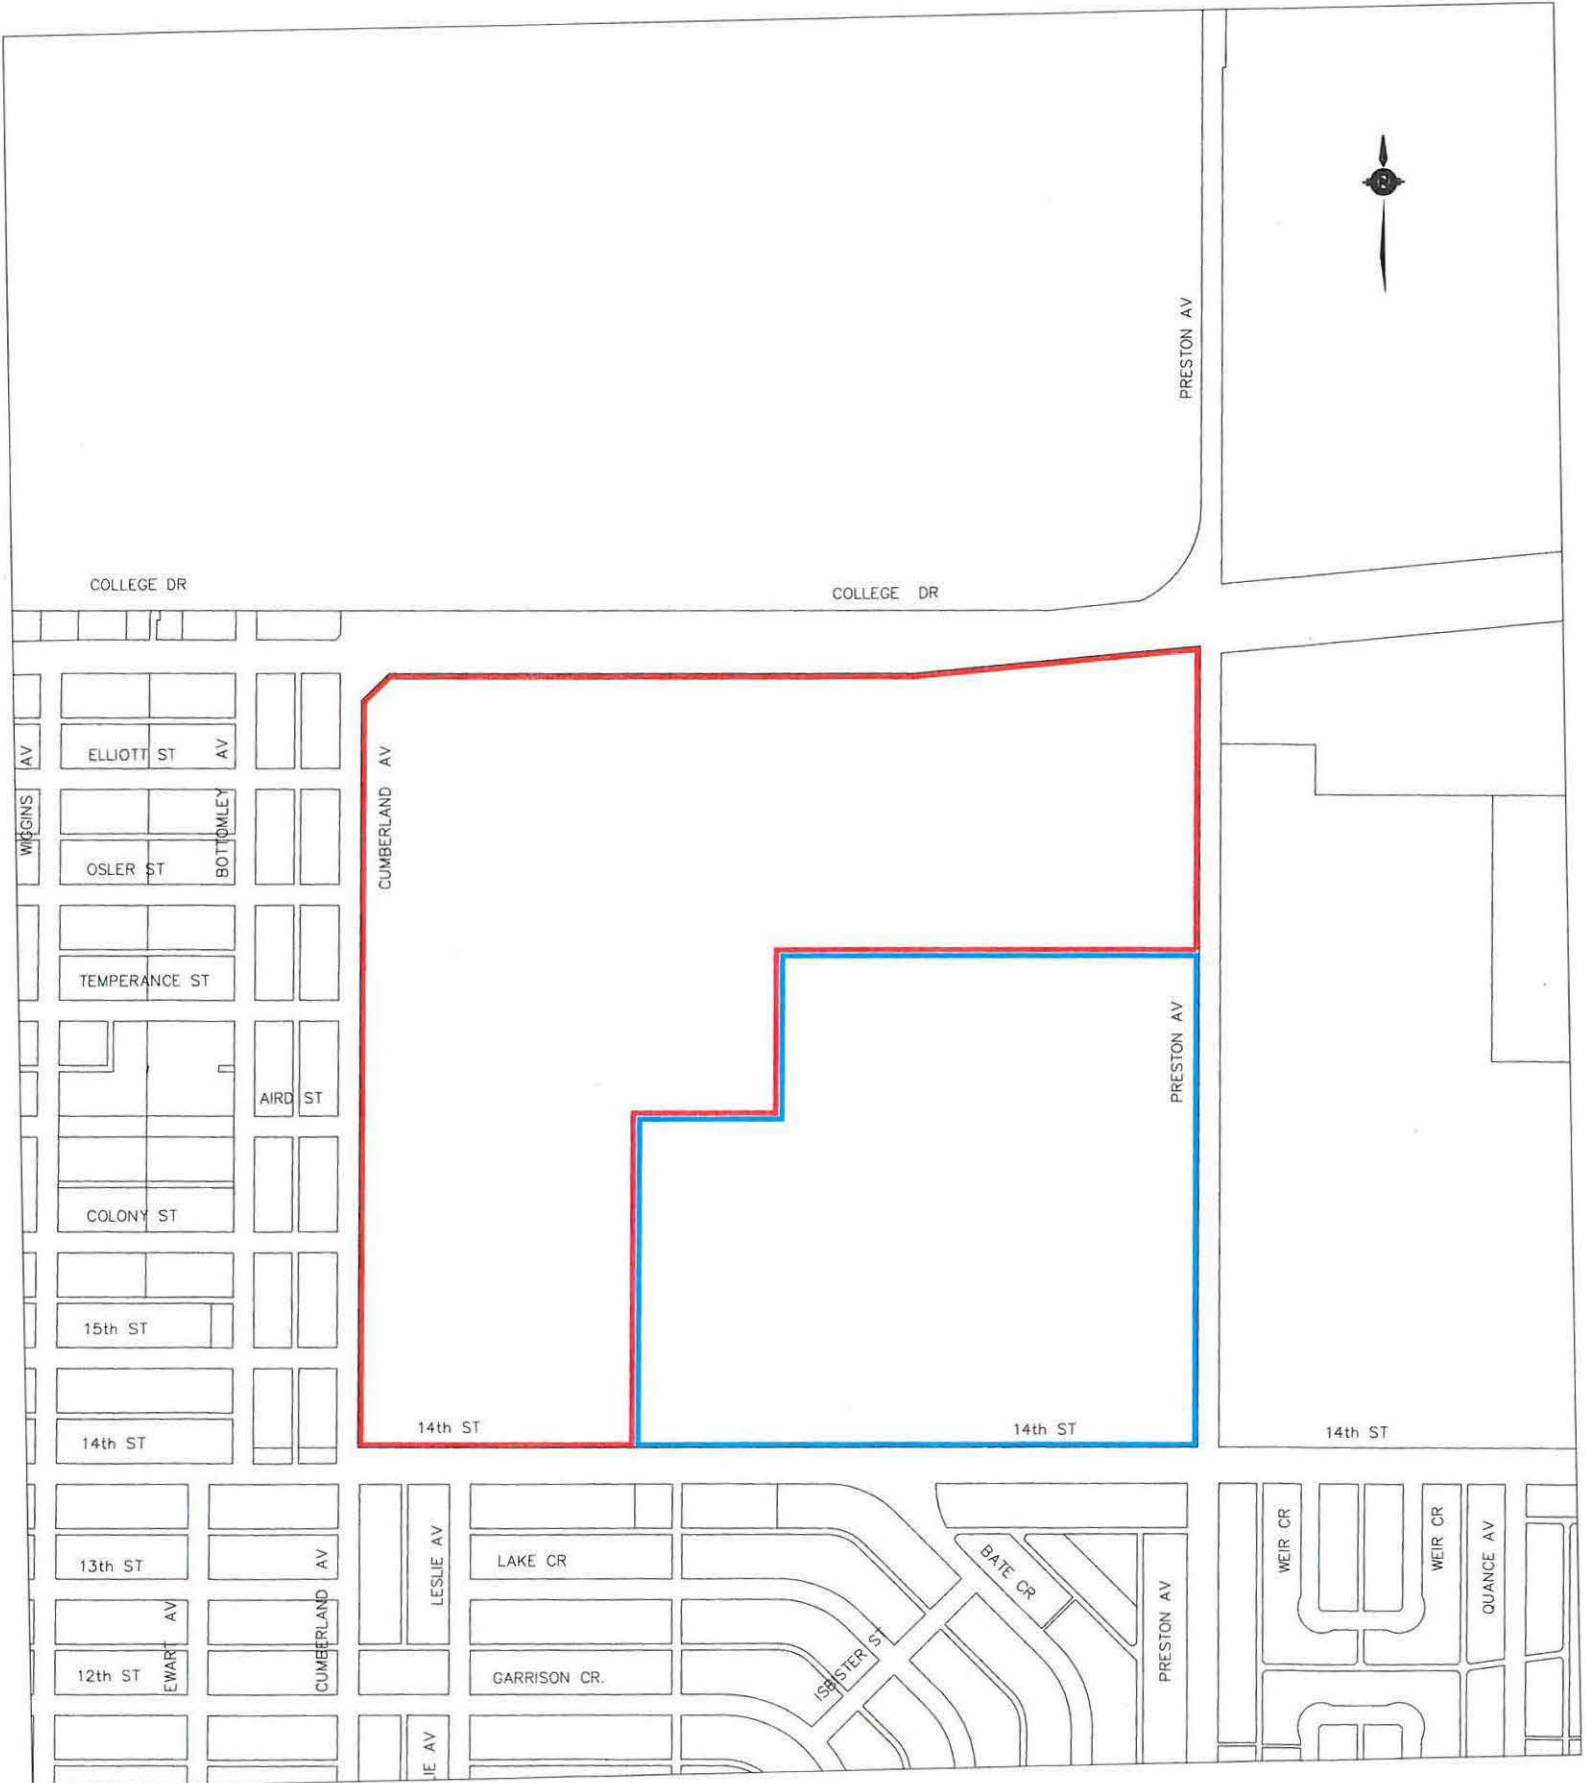 PRESTON AV
COLLEGE DR
COLLEGE DR
WIGGINS AV
ELLIOTT ST
BOTTOMLEY AV
CUMBERLAND AV
OSLER ST
TEMPERANCE ST
PRESTON AV
AIRD ST
COLONY ST
15th ST
14th ST
14th ST
14th ST
14th ST
13th ST
LESLIE AV
LAKE CR
BATE CR
WEIR CR
WEIR CR
QUANCE AV
12th ST
EWART AV
CUMBERLAND AV
GARRISON CR.
ISBISTER ST
PRESTON AV
IE AV